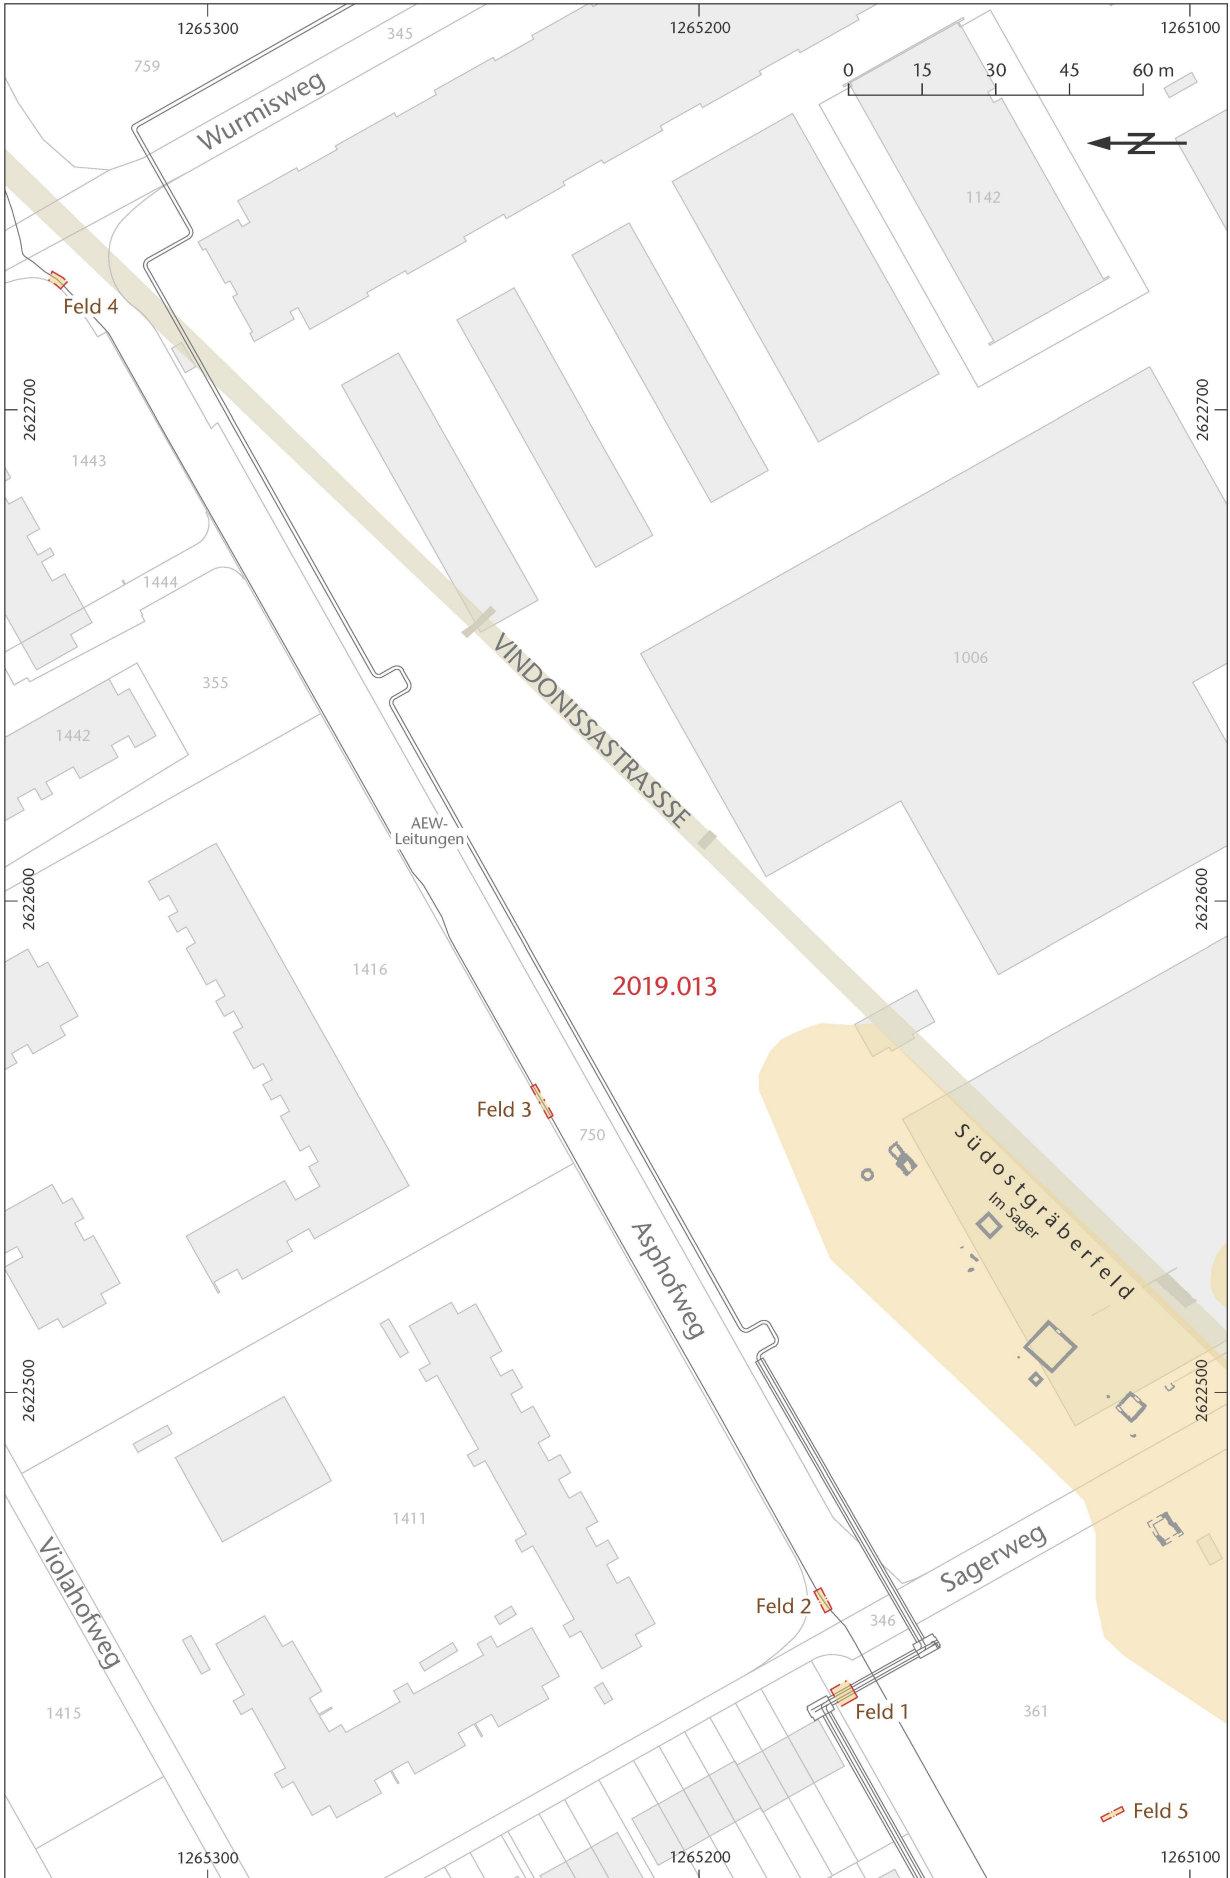 1265300
1265200
1265100
345
759
Wurmisweg
0 15 30 45 60 m
N
1142
Feld 4
2622700
2622700
1443
1444
355
1442
VINDONISSASTRASSSE
1006
AEW-
Leitungen
2622600
2622600
1416
2019.013
Feld 3
750
Südostgräberfeld
Im Sager
Asphofweg
2622500
2622500
1411
Violahofweg
Sagerweg
Feld 2
346
Feld 1
361
1415
Feld 5
1265300
1265200
1265100